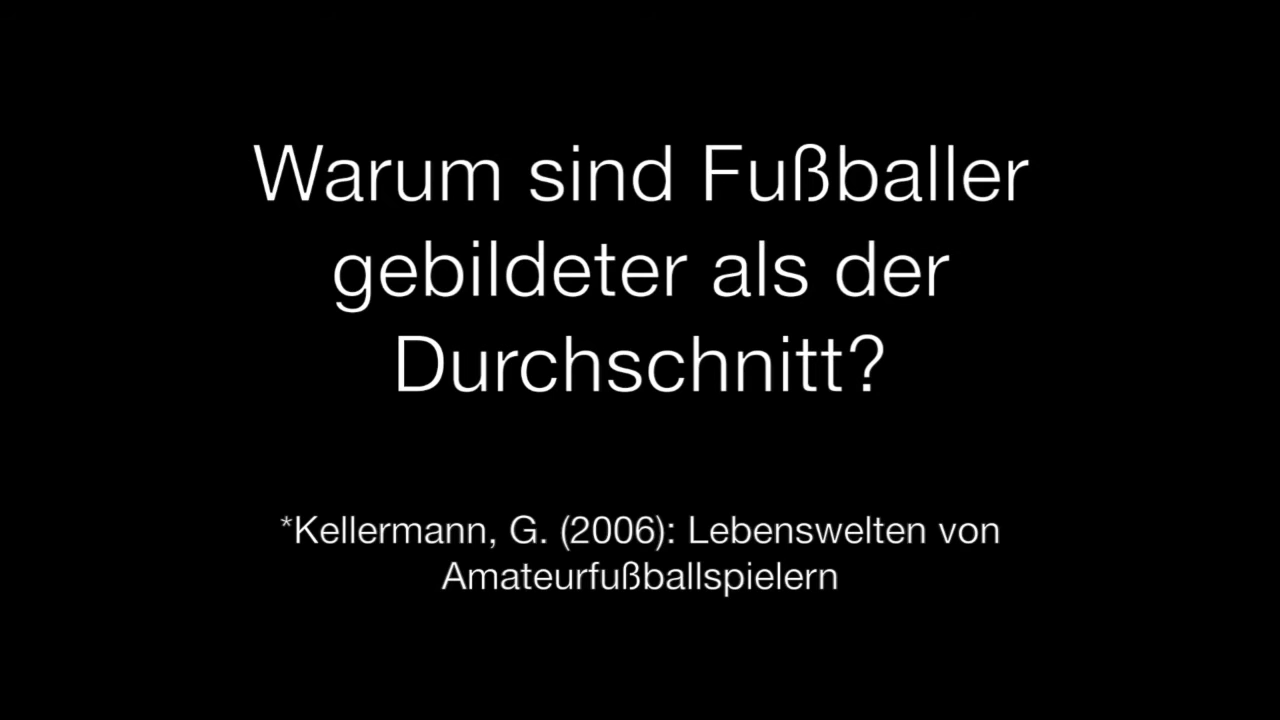 Warum sind Fußballer
gebildeter als der
Durchschnitt?
*Kellermann, G. (2006): Lebenswelten von
Amateurfußballspielern